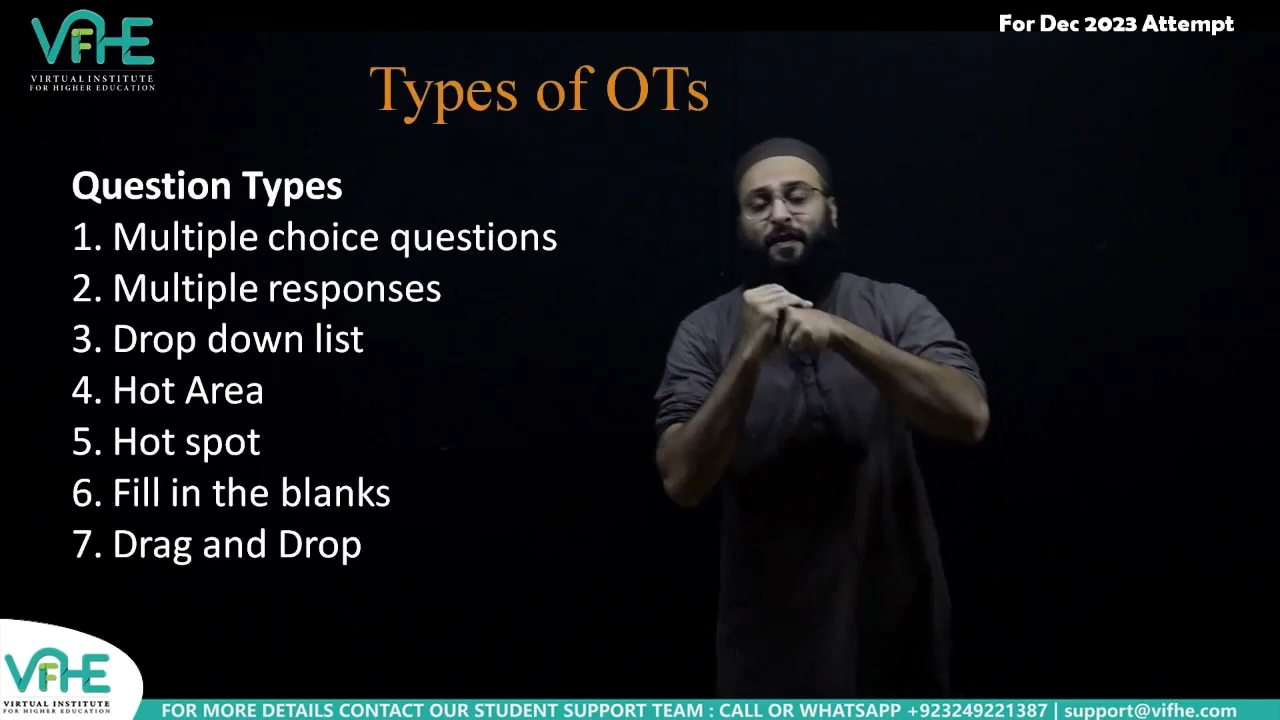 VIFHE
VIRTUAL INSTITUTE
FOR HIGHER EDUCATION
For Dec 2023 Attempt
Types of OTs
Question Types
1. Multiple choice questions
2. Multiple responses
3. Drop down list
4. Hot Area
5. Hot spot
6. Fill in the blanks
7. Drag and Drop
VIFHE
VIRTUAL INSTITUTE
FOR HIGHER EDUCATION
FOR MORE DETAILS CONTACT OUR STUDENT SUPPORT TEAM : CALL OR WHATSAPP +923249221387 | support@vifhe.com